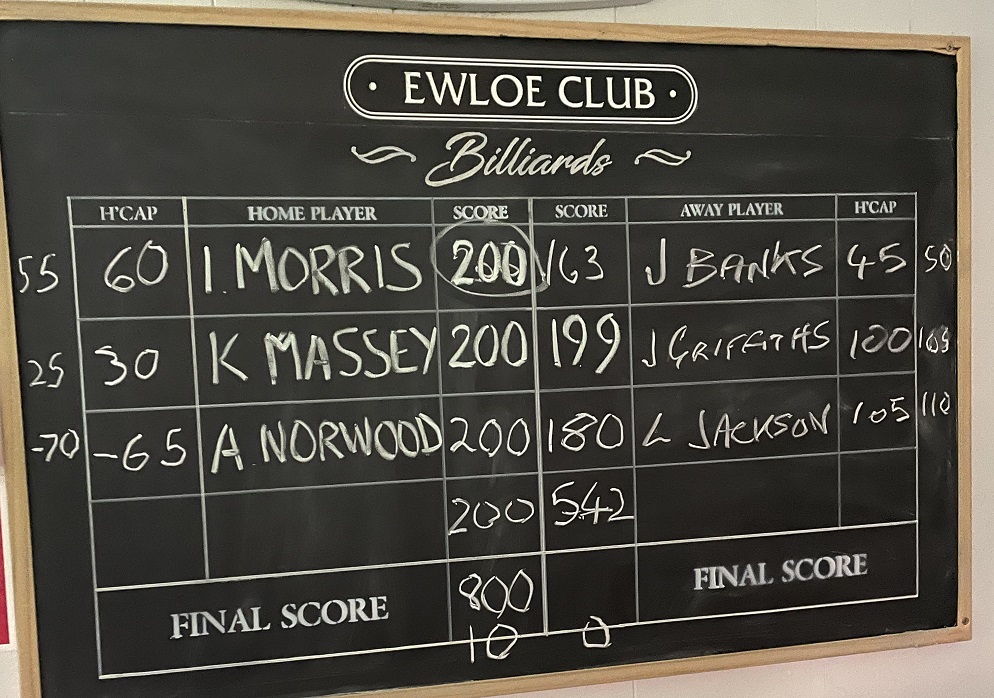 · EWLOE CLUB ·
Billiards
H'CAP HOME PLAYER SCORE SCORE AWAY PLAYER H'CAP
55 60 I. MORRIS 200 163 J BANKS 45 50
25 30 K MASSEY 200 199 J GRIFFITHS 100
-70 -65 A NORWOOD 200 180 L JACKSON 105 110
200 542
FINAL SCORE 800 FINAL SCORE
10 0